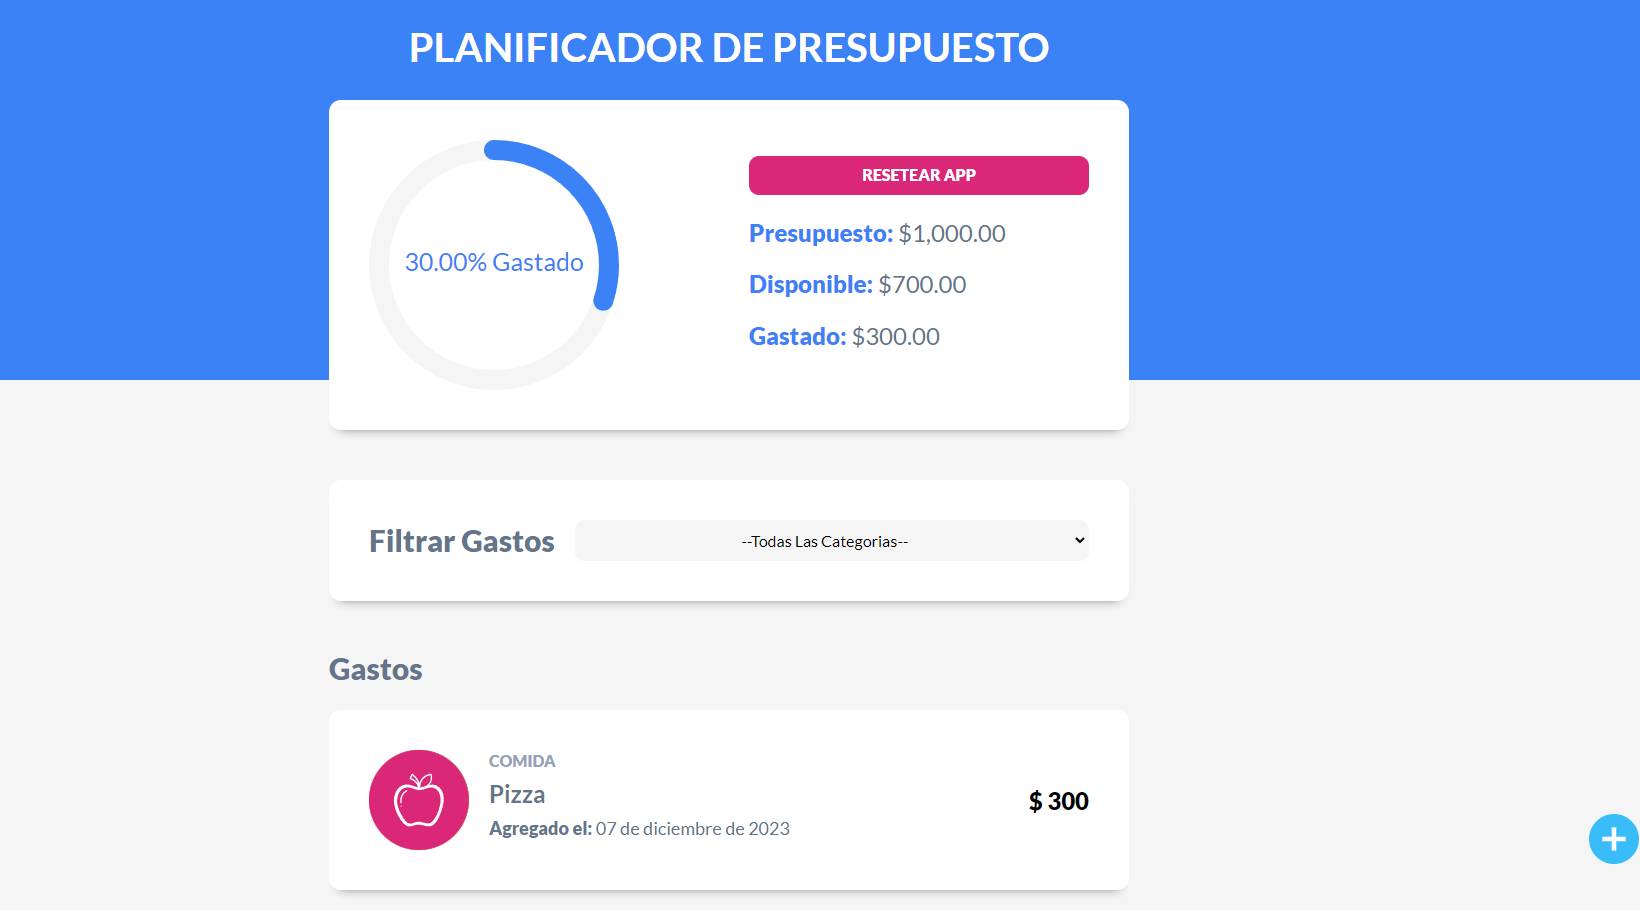 PLANIFICADOR DE PRESUPUESTO
30.00% Gastado
RESETEAR APP
Presupuesto: $1,000.00
Disponible: $700.00
Gastado: $300.00
Filtrar Gastos
--Todas Las Categorias--
Gastos
COMIDA
Pizza
Agregado el: 07 de diciembre de 2023
$ 300